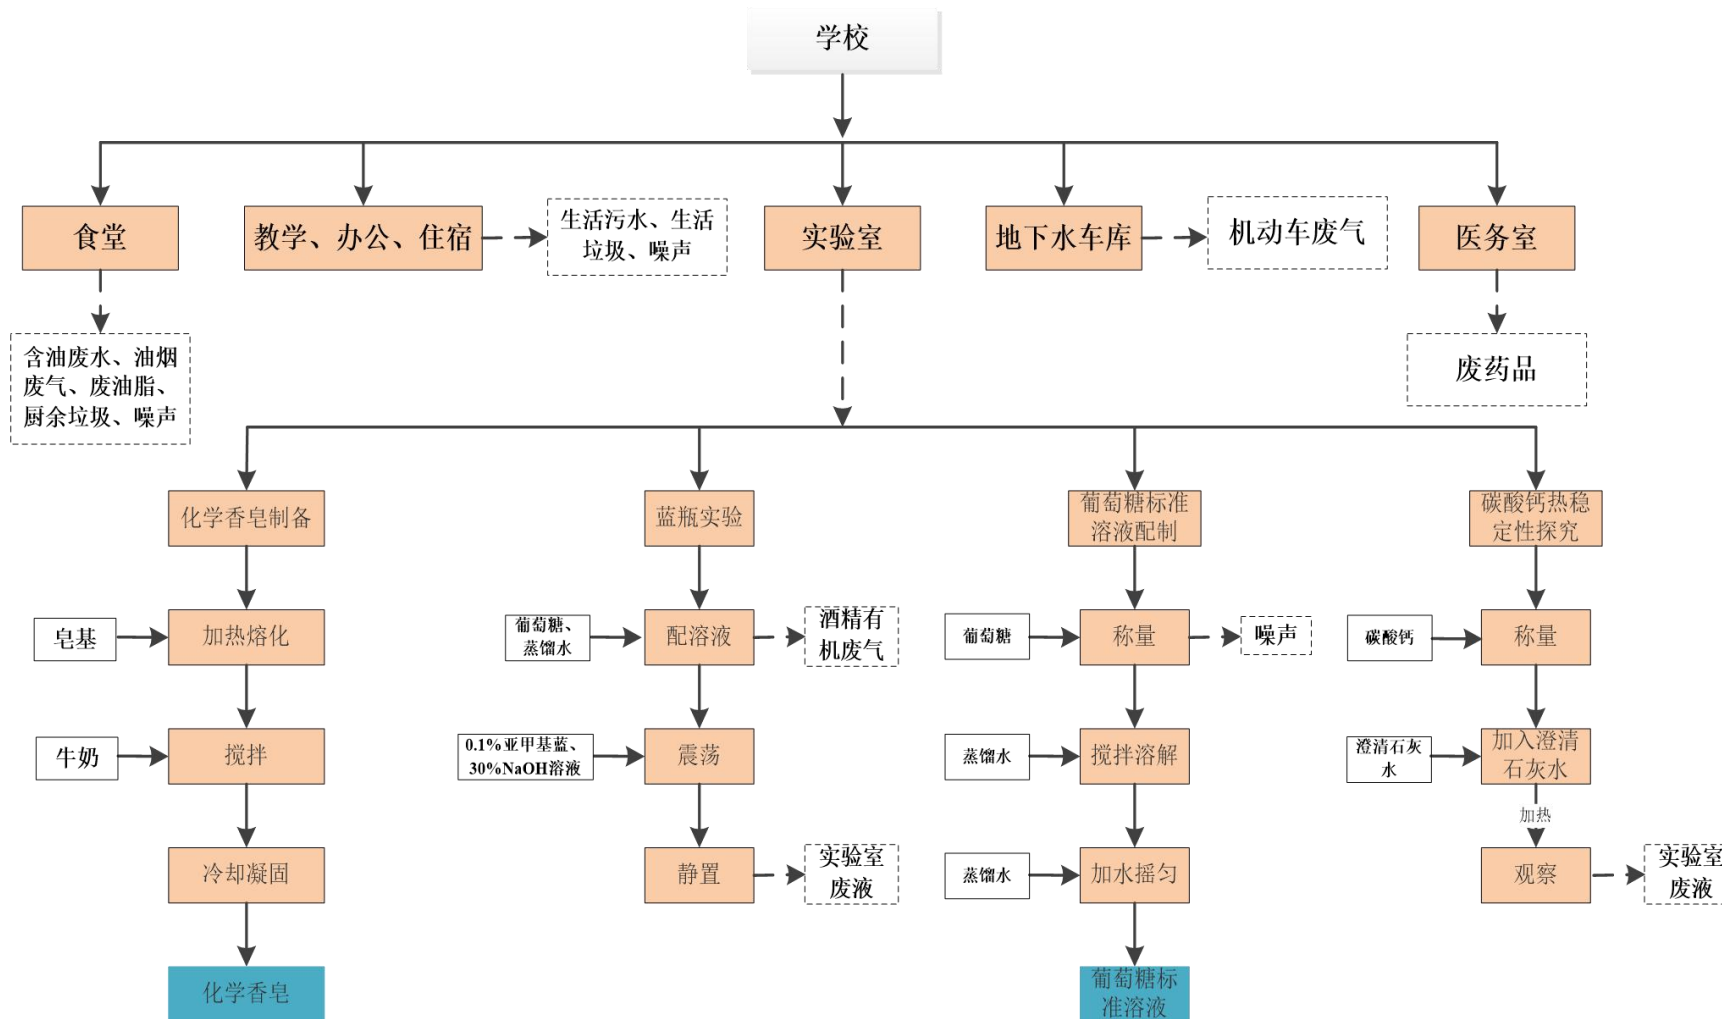 学校
食堂
教学、办公、住宿
生活污水、生活
垃圾、噪声
实验室
地下水车库
机动车废气
医务室
含油废水、油烟
废气、废油脂、
厨余垃圾、噪声
废药品
化学香皂制备
蓝瓶实验
葡萄糖标准
溶液配制
碳酸钙热稳
定性探究
皂基
加热熔化
葡萄糖、
蒸馏水
配溶液
酒精有
机废气
葡萄糖
称量
噪声
碳酸钙
称量
牛奶
搅拌
0.1%亚甲基蓝、
30%NaOH溶液
震荡
蒸馏水
搅拌溶解
澄清石灰
水
加入澄清
石灰水
加热
冷却凝固
静置
实验室
废液
蒸馏水
加水摇匀
观察
实验室
废液
化学香皂
葡萄糖标
准溶液